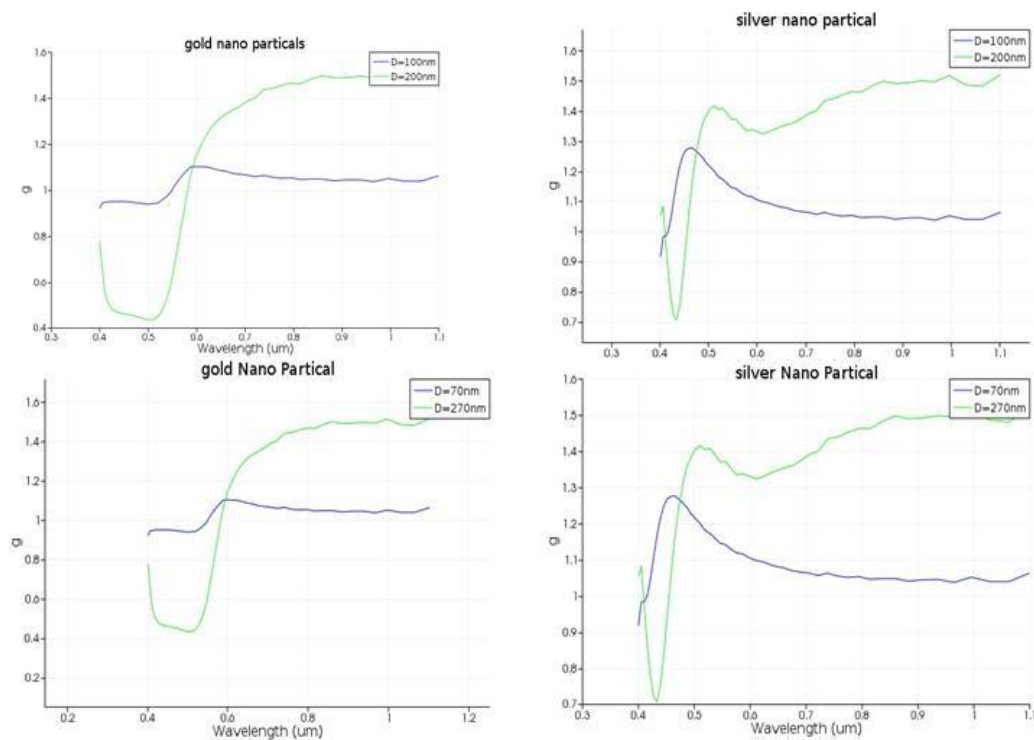 gold nano particals
D=100nm
D=200nm
1.6
1.4
1.2
1
0.8
0.6
0.4
g
0.3 0.4 0.5 0.6 0.7 0.8 0.9 1 1.1
Wavelength (um)
silver nano partical
D=100nm
D=200nm
1.6
1.5
1.4
1.3
1.2
1.1
1
0.9
0.8
0.7
g
0.3 0.4 0.5 0.6 0.7 0.8 0.9 1 1.1
Wavelength (um)
gold Nano Partical
D=70nm
D=270nm
1.6
1.4
1.2
1
0.8
0.6
0.4
0.2
g
0.2 0.4 0.6 0.8 1 1.2
Wavelength (um)
silver Nano Partical
D=70nm
D=270nm
1.6
1.5
1.4
1.3
1.2
1.1
1
0.9
0.8
0.7
g
0.3 0.4 0.5 0.6 0.7 0.8 0.9 1 1.1
Wavelength (um)